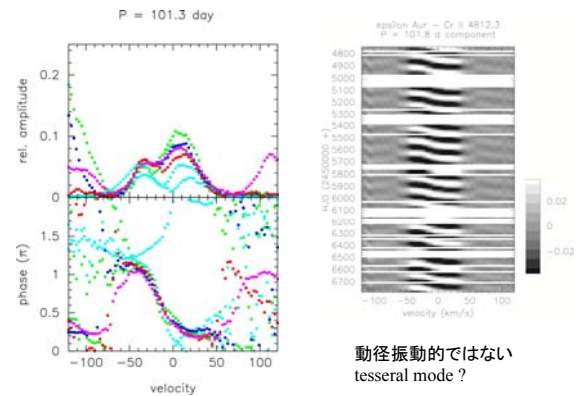 P = 101.3 day
rel. amplitude
0.2
0.1
0
phase (π)
1.5
1
0.5
0
−100 −50 0 50 100
velocity
epsilon Aur − Cr II 4812.3
P = 101.8 d component
HJD (2450000 +)
4800
4900
5000
5100
5200
5300
5400
5500
5600
5700
5800
5900
6000
6100
6200
6300
6400
6500
6600
6700
−100 −50 0 50 100
velocity [km/s]
0.02
0
−0.02
動径振動的ではない
tesseral mode ?